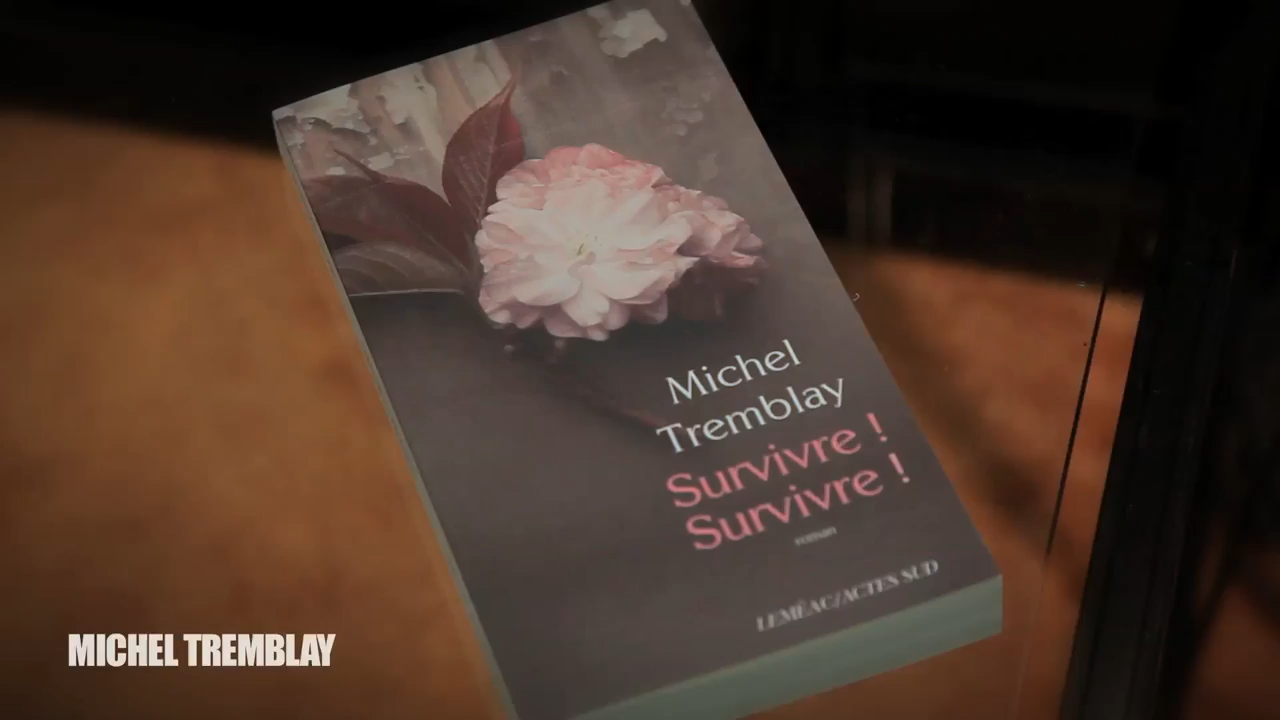 Michel
Tremblay
Survivre !
Survivre !
roman
LEMÉAC/ACTES SUD
MICHEL TREMBLAY